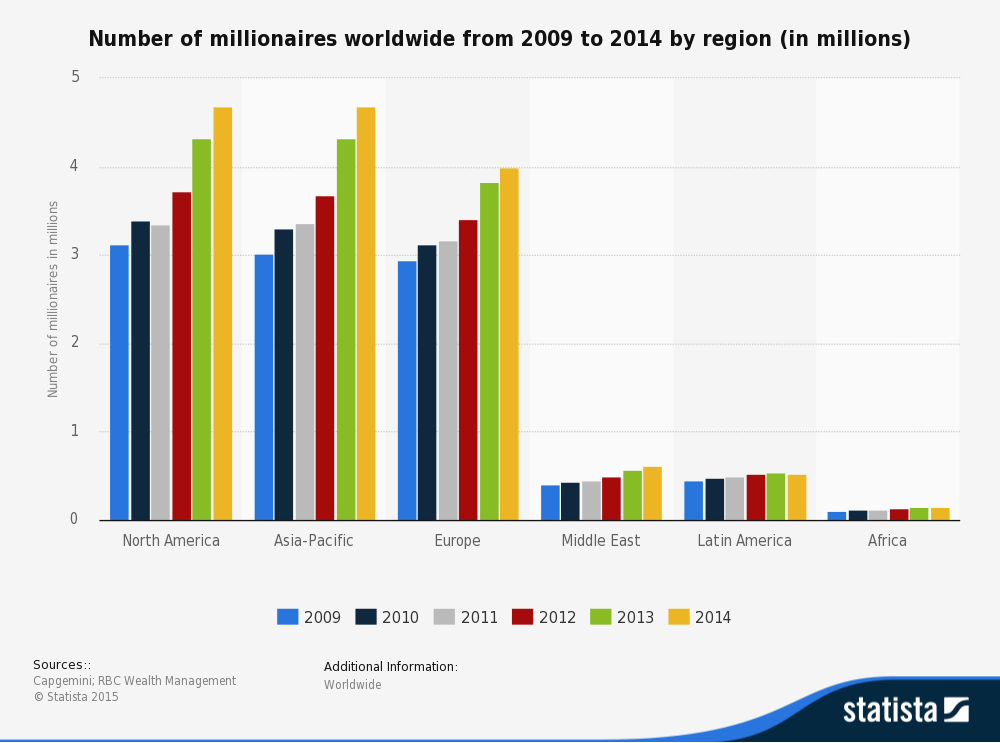 Number of millionaires worldwide from 2009 to 2014 by region (in millions)
Number of millionaires in millions
5
4
3
2
1
0
North America Asia-Pacific Europe Middle East Latin America Africa
2009 2010 2011 2012 2013 2014
Sources::
Capgemini; RBC Wealth Management
© Statista 2015
Additional Information:
Worldwide
statista